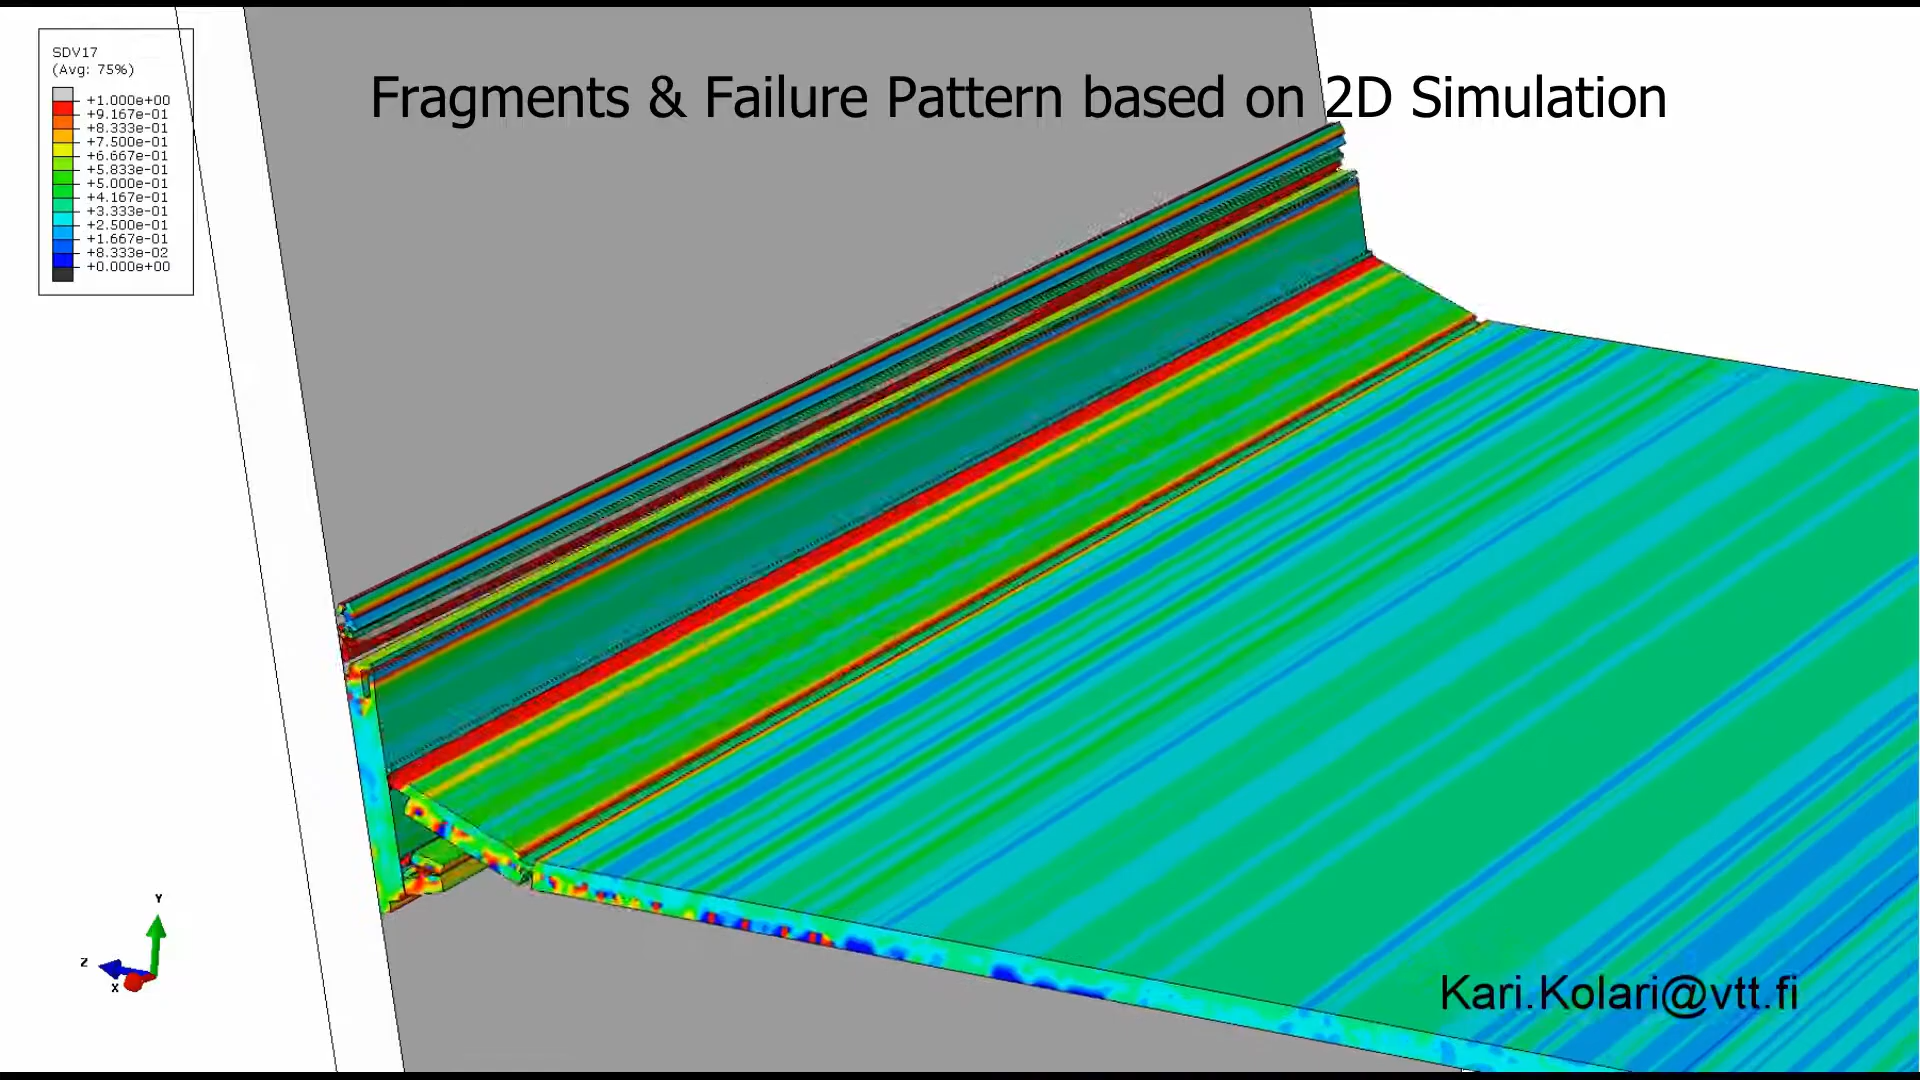 SDV17
(Avg: 75%)
+1.000e+00
+9.167e-01
+8.333e-01
+7.500e-01
+6.667e-01
+5.833e-01
+5.000e-01
+4.167e-01
+3.333e-01
+2.500e-01
+1.667e-01
+8.333e-02
+0.000e+00
Fragments & Failure Pattern based on 2D Simulation
Y
Z
X
Kari.Kolari@vtt.fi